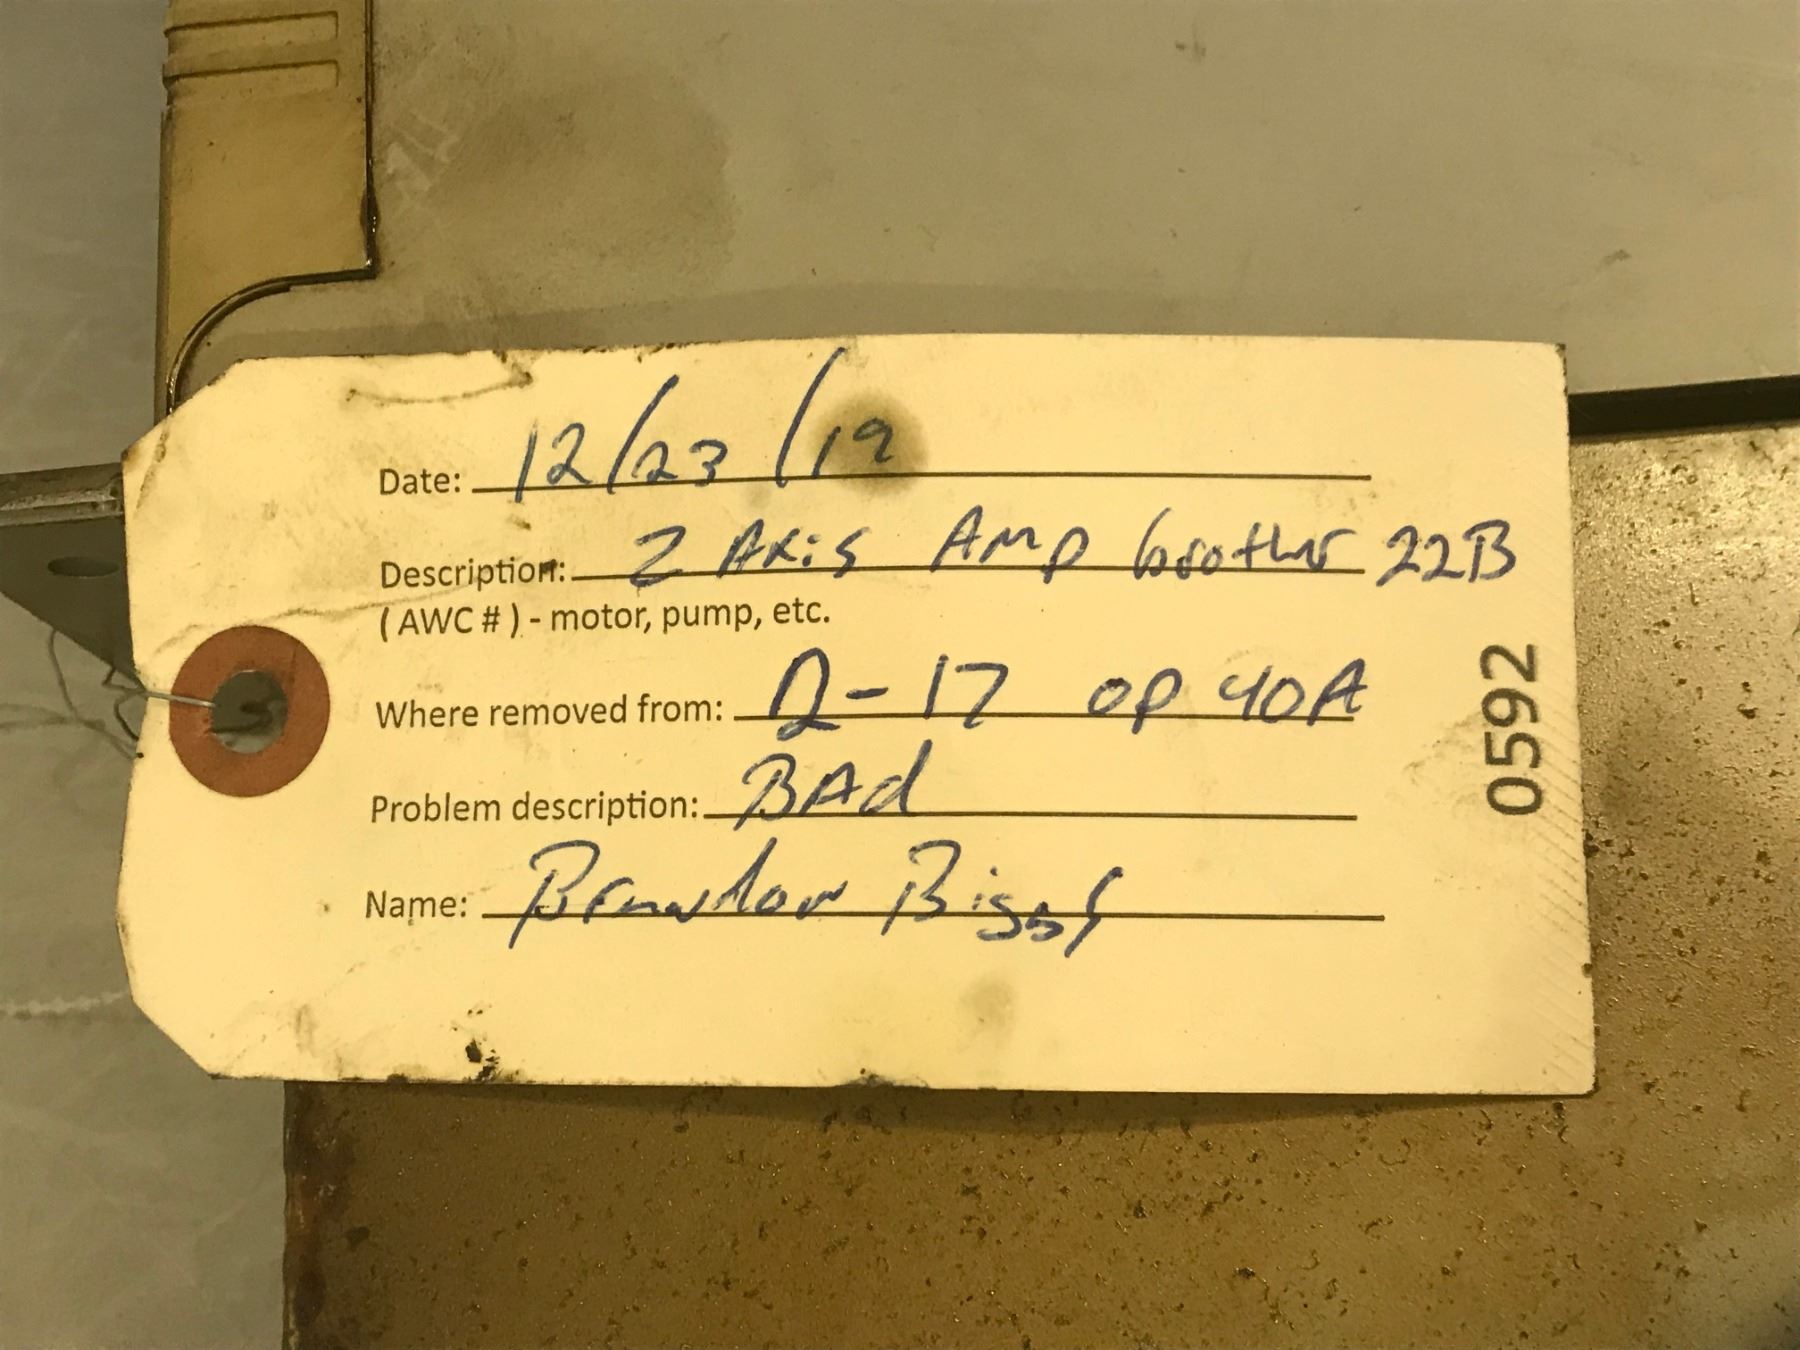 Date: 12/23/19
Description: Z Axis Amp brother 22B
(AWC #) - motor, pump, etc.
Where removed from: Q-17 OP 40A
Problem description: BAd
Name: Brandon Biggs
0592